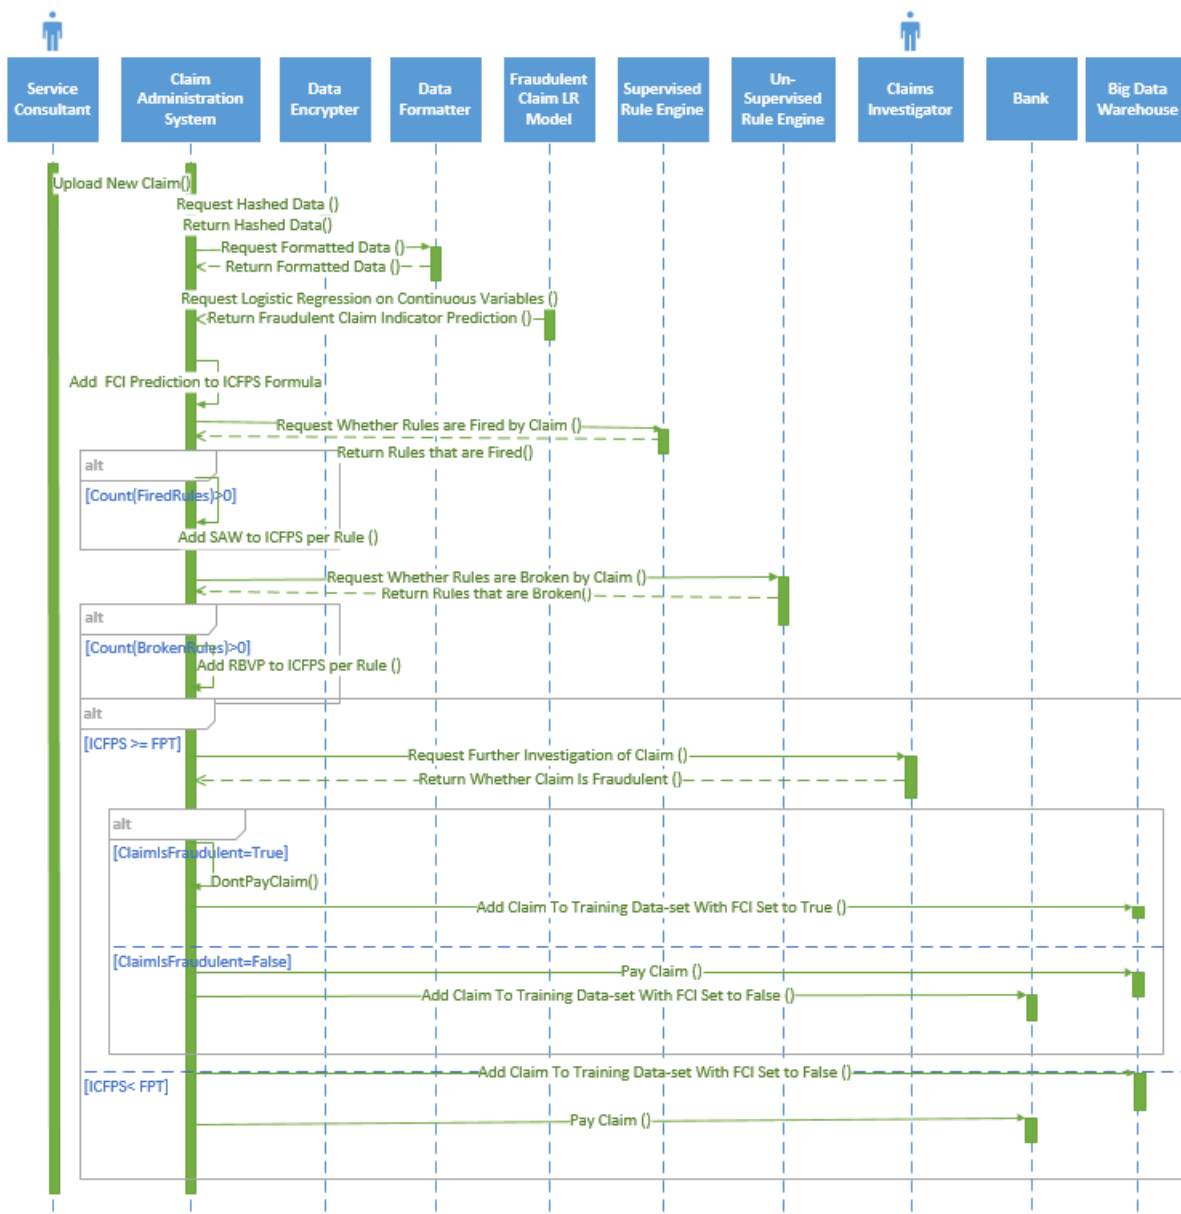 Service
Consultant
Claim
Administration
System
Data
Encrypter
Data
Formatter
Fraudulent
Claim LR
Model
Supervised
Rule Engine
Un-
Supervised
Rule Engine
Claims
Investigator
Bank
Big Data
Warehouse
Upload New Claim()
Request Hashed Data ()
Return Hashed Data()
Request Formatted Data ()
Return Formatted Data ()
Request Logistic Regression on Continuous Variables ()
Return Fraudulent Claim Indicator Prediction ()
Add FCI Prediction to ICFPS Formula
Request Whether Rules are Fired by Claim ()
Return Rules that are Fired()
alt
[Count(FiredRules)>0]
Add SAW to ICFPS per Rule ()
Request Whether Rules are Broken by Claim ()
Return Rules that are Broken()
alt
[Count(BrokenRules)>0]
Add RBVP to ICFPS per Rule ()
alt
[ICFPS >= FPT]
Request Further Investigation of Claim ()
Return Whether Claim Is Fraudulent ()
alt
[ClaimIsFraudulent=True]
DontPayClaim()
Add Claim To Training Data-set With FCI Set to True ()
[ClaimIsFraudulent=False]
Pay Claim ()
Add Claim To Training Data-set With FCI Set to False ()
Add Claim To Training Data-set With FCI Set to False ()
[ICFPS< FPT]
Pay Claim ()